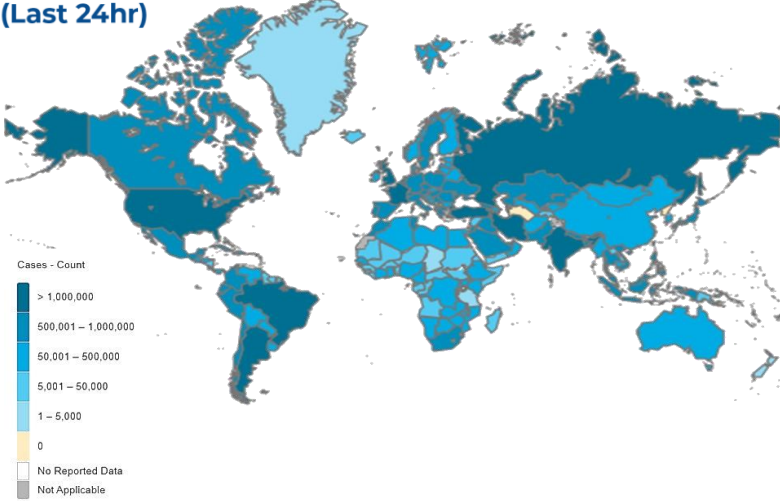 (Last 24hr)
Cases - Count
> 1,000,000
500,001 – 1,000,000
50,001 – 500,000
5,001 – 50,000
1 – 5,000
0
No Reported Data
Not Applicable